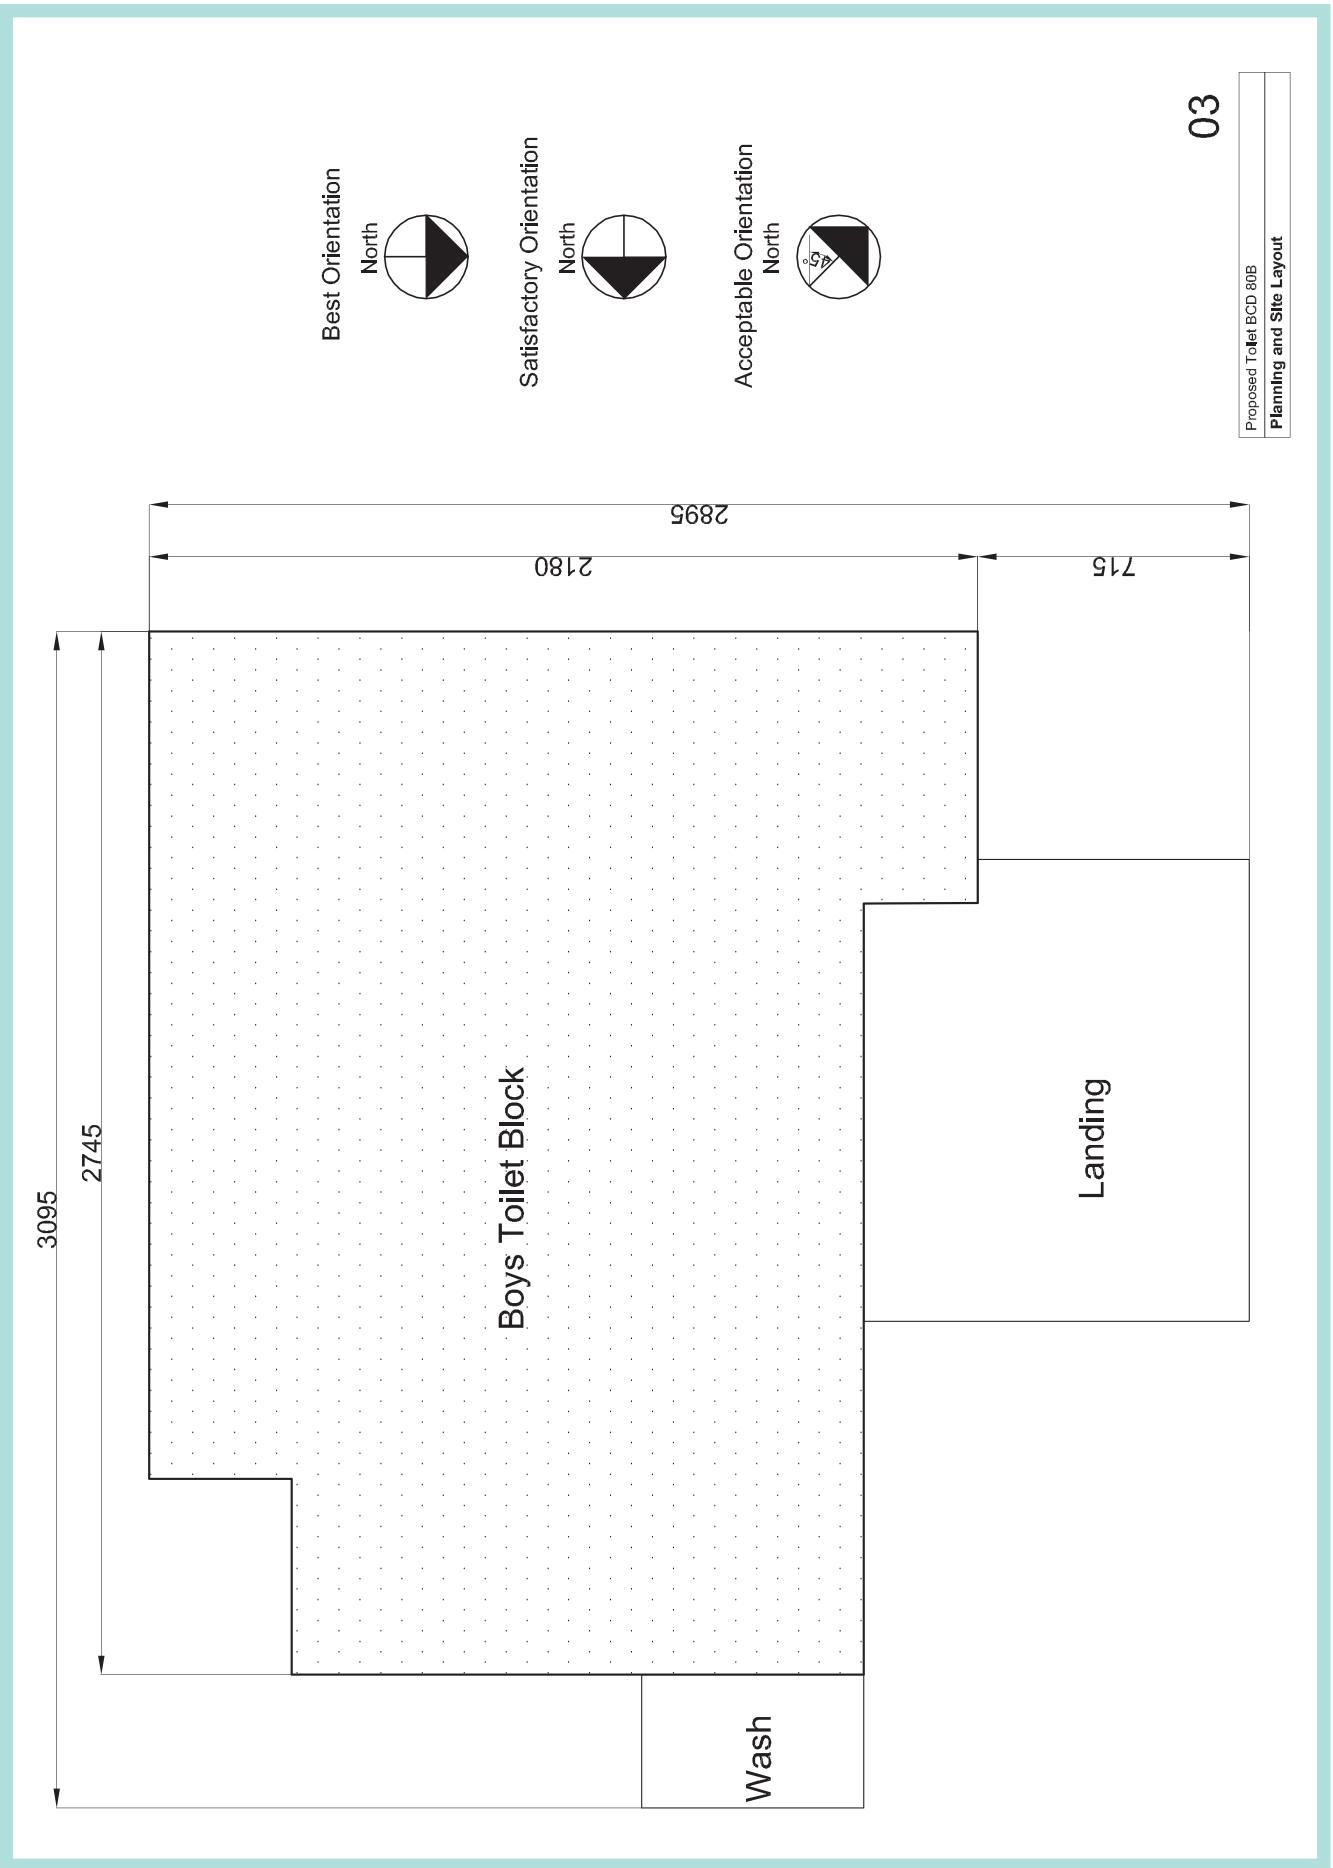 Best Orientation
North
Satisfactory Orientation
North
Acceptable Orientation
North
45°
03
Proposed Toilet BCD 80B
Planning and Site Layout
2895
2180
715
3095
2745
Boys Toilet Block
Landing
Wash